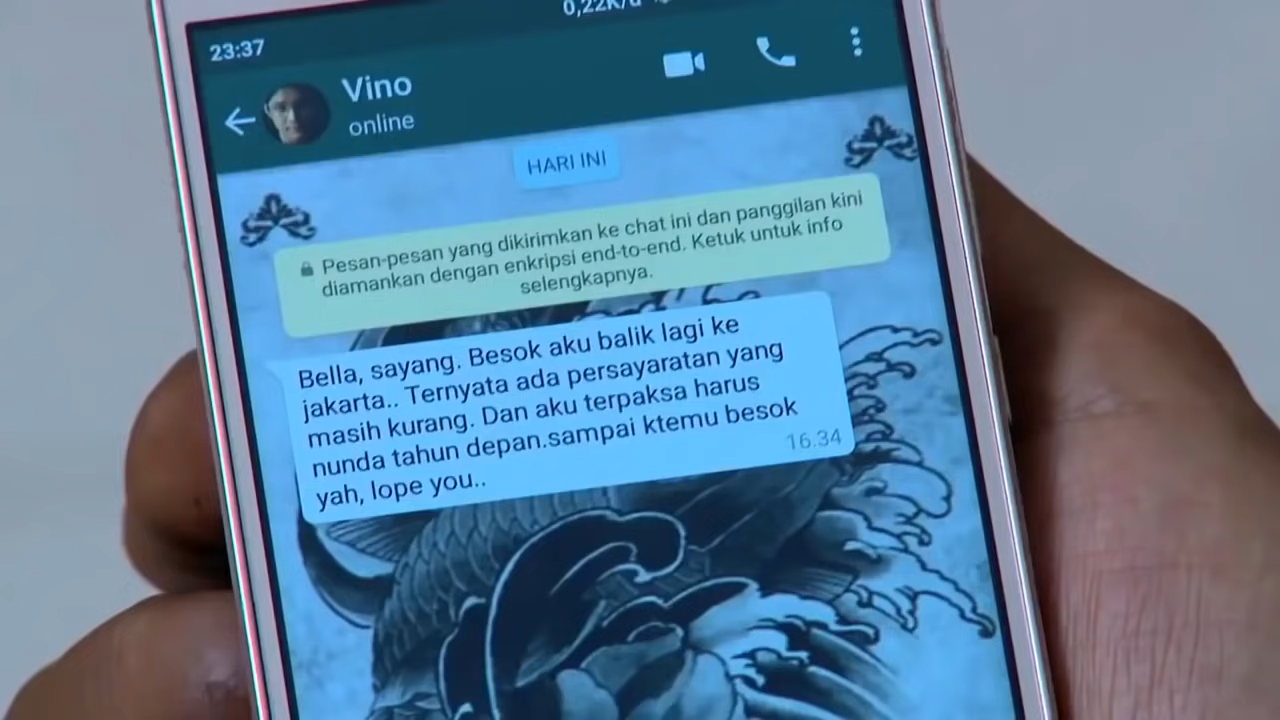 23:37
Vino
online
HARI INI
Pesan-pesan yang dikirimkan ke chat ini dan panggilan kini
diamankan dengan enkripsi end-to-end. Ketuk untuk info
selengkapnya.
Bella, sayang. Besok aku balik lagi ke
jakarta.. Ternyata ada persayaratan yang
masih kurang. Dan aku terpaksa harus
nunda tahun depan.sampai ktemu besok
yah, lope you..
16.34